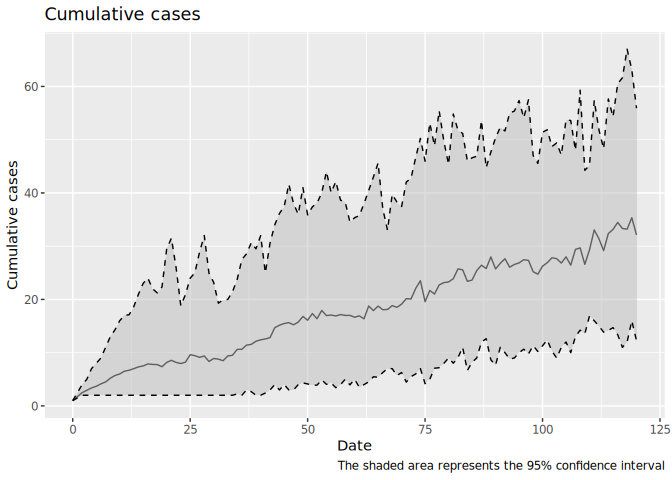 Cumulative cases
Cumulative cases
60
40
20
0
0 25 50 75 100 125
Date
The shaded area represents the 95% confidence interval